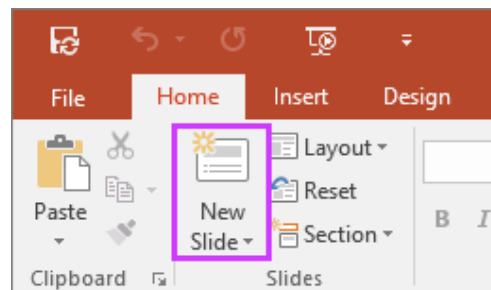 File Home Insert Design
Layout
Reset
Paste New
Slide Section B I
Clipboard Slides